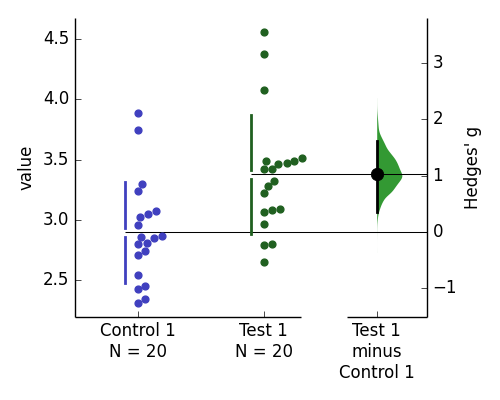 4.5
4.0
3.5
3.0
2.5
value
Control 1
N = 20
Test 1
N = 20
Test 1
minus
Control 1
3
2
1
0
−1
Hedges' g